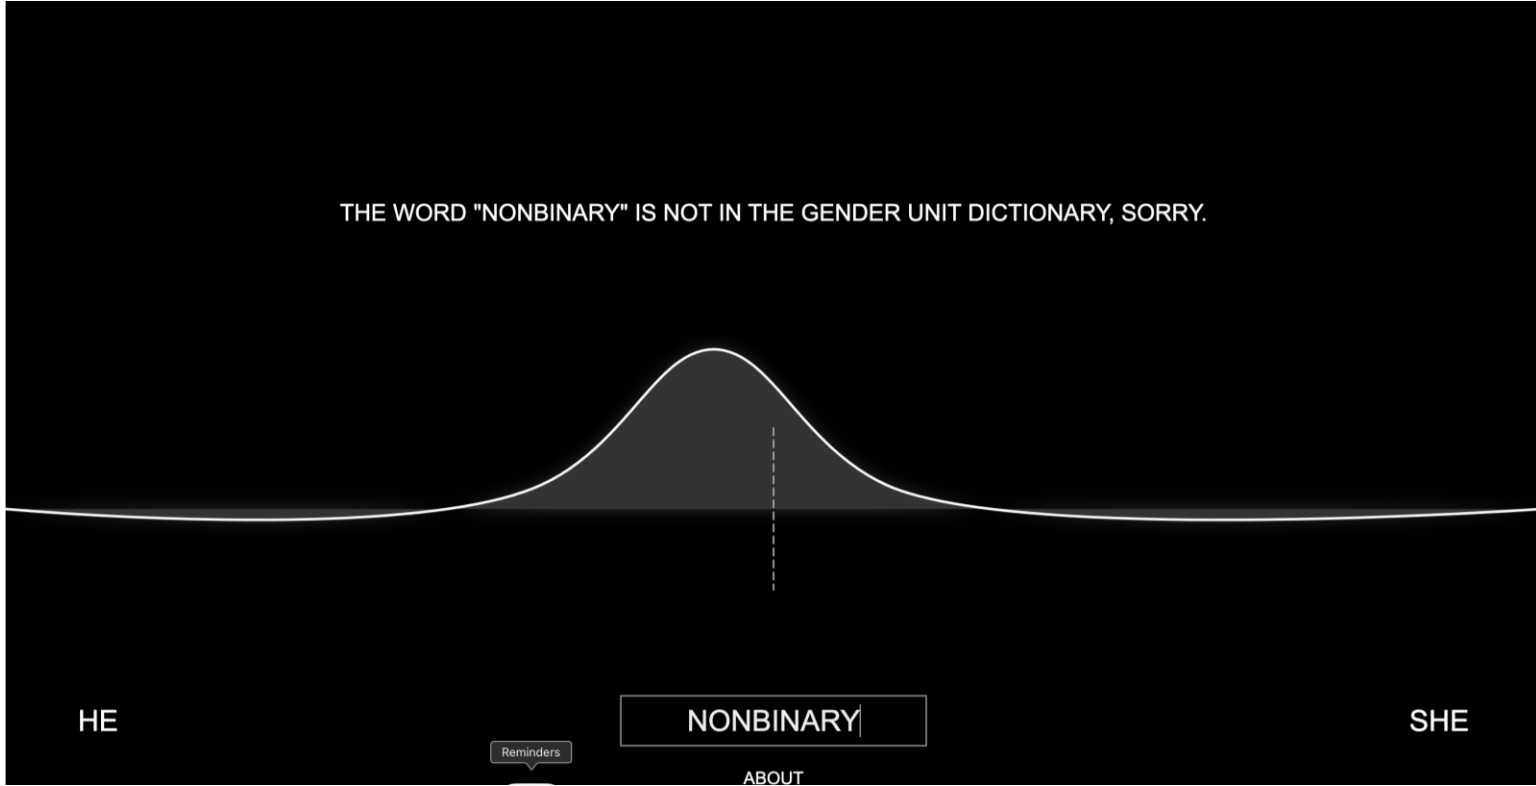 THE WORD "NONBINARY" IS NOT IN THE GENDER UNIT DICTIONARY, SORRY.
HE
NONBINARY
SHE
Reminders
ABOUT